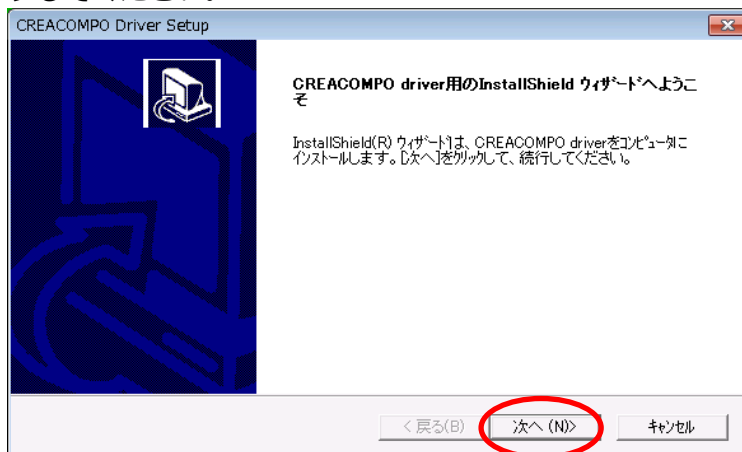 CREACOMPO Driver Setup
CREACOMPO driver用のInstallShield ウィザードへようこ
そ
InstallShield(R) ウィザードは、CREACOMPO driverをコンピュータに
インストールします。[次へ]をクリックして、続行してください。
< 戻る(B)
次へ (N)>
キャンセル